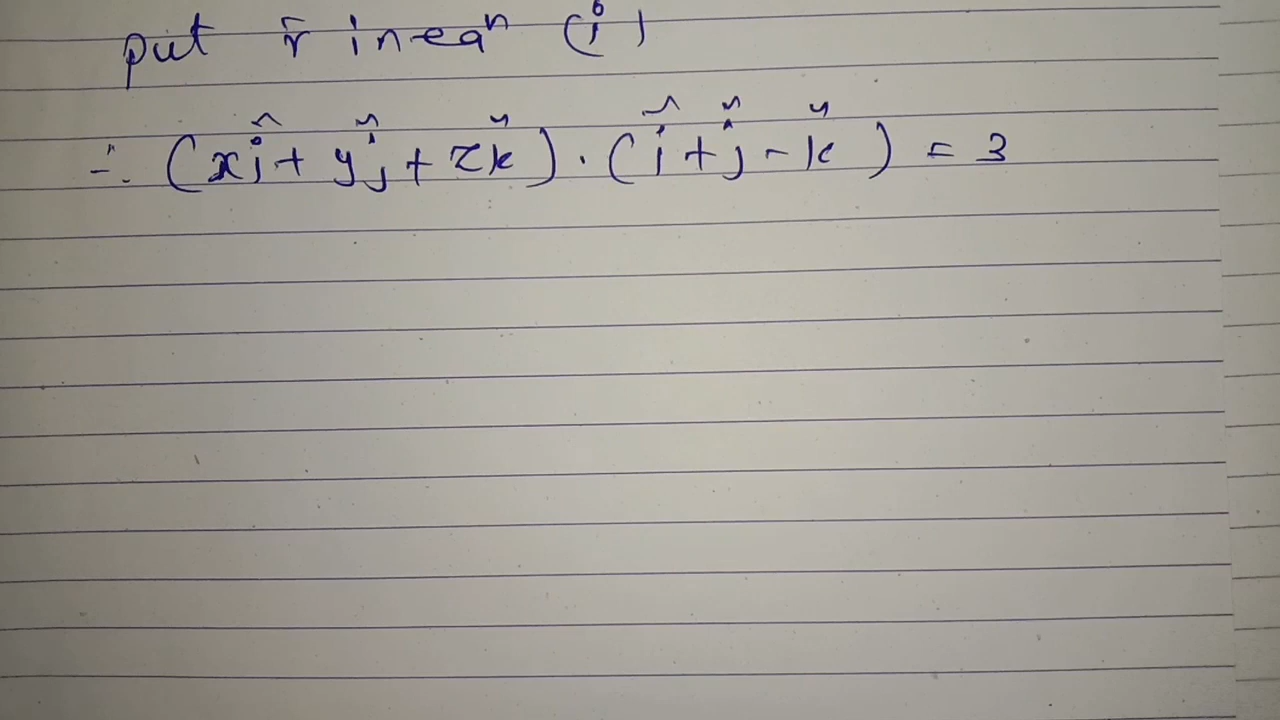 put r̄ in eqⁿ (i)
∴ (xî + yĵ + zk̂) · (î + ĵ - k̂) = 3